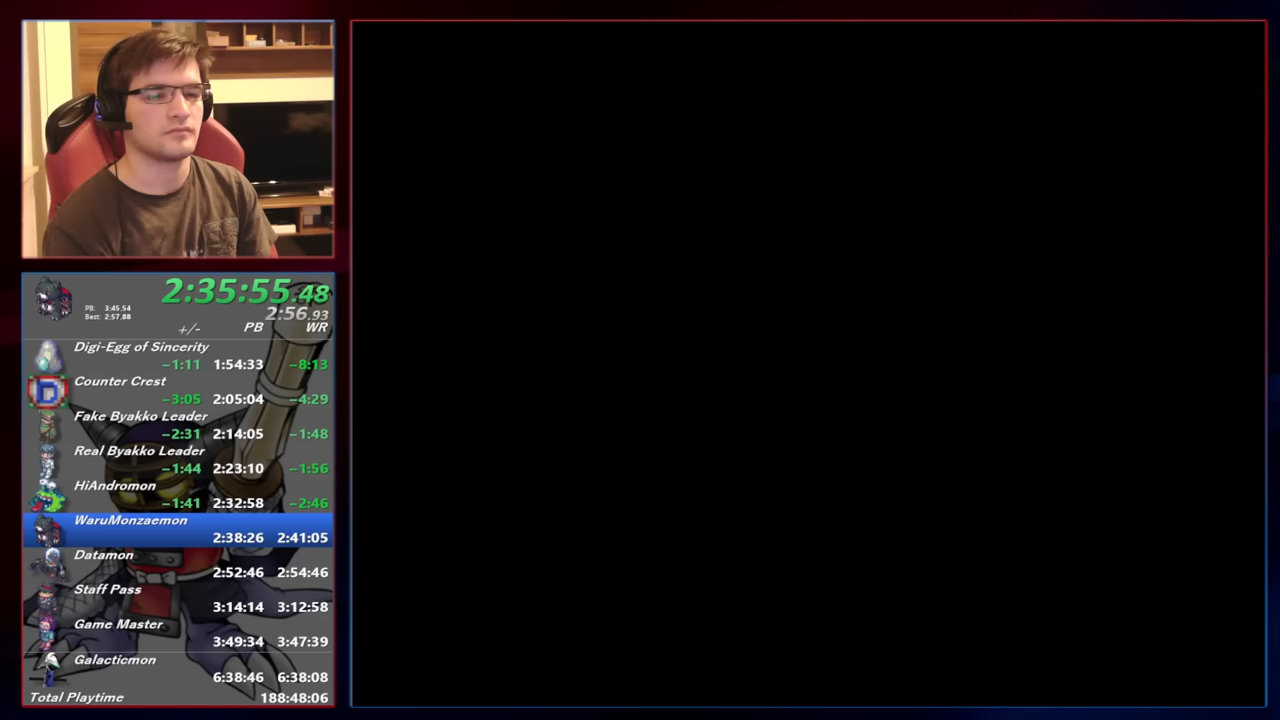 2:35:55.48
PB: 3:45.54
Best: 2:57.88
2:56.93
+/- PB WR
Digi-Egg of Sincerity
−1:11 1:54:33 −8:13
Counter Crest
−3:05 2:05:04 −4:29
Fake Byakko Leader
−2:31 2:14:05 −1:48
Real Byakko Leader
−1:44 2:23:10 −1:56
HiAndromon
−1:41 2:32:58 −2:46
WaruMonzaemon
2:38:26 2:41:05
Datamon
2:52:46 2:54:46
Staff Pass
3:14:14 3:12:58
Game Master
3:49:34 3:47:39
Galacticmon
6:38:46 6:38:08
Total Playtime 188:48:06